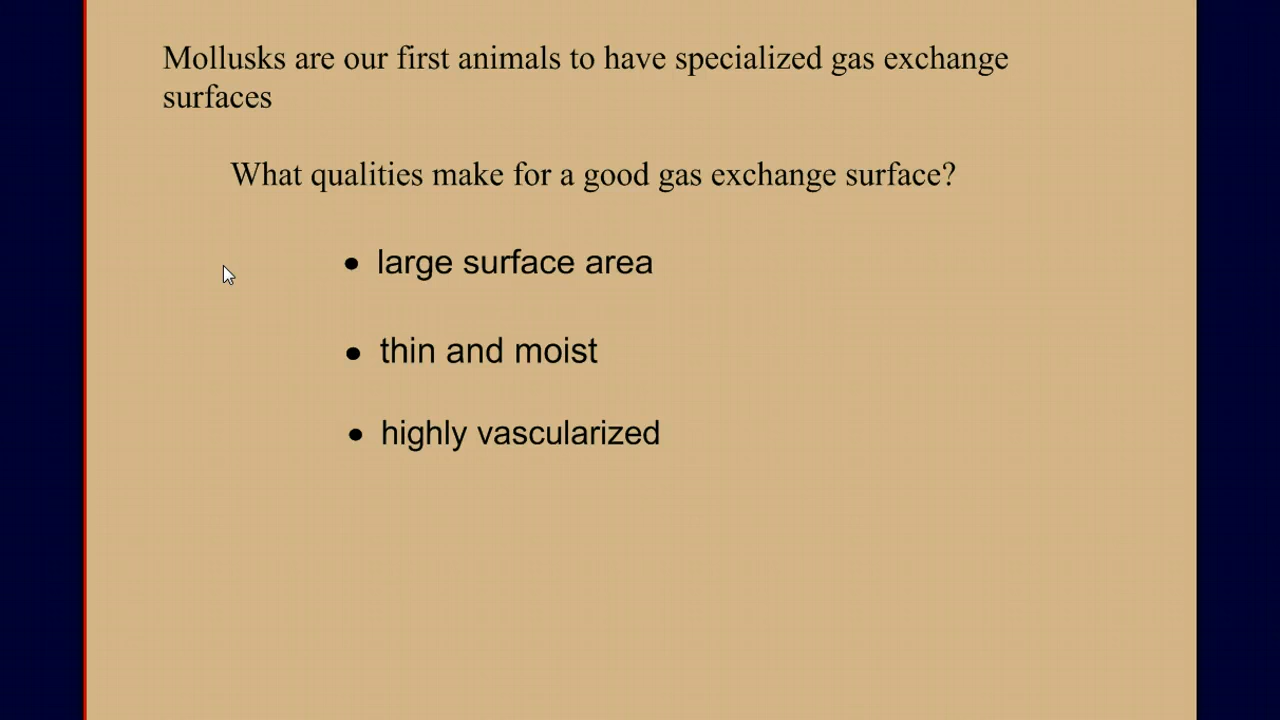 Mollusks are our first animals to have specialized gas exchange
surfaces
What qualities make for a good gas exchange surface?
• large surface area
• thin and moist
• highly vascularized